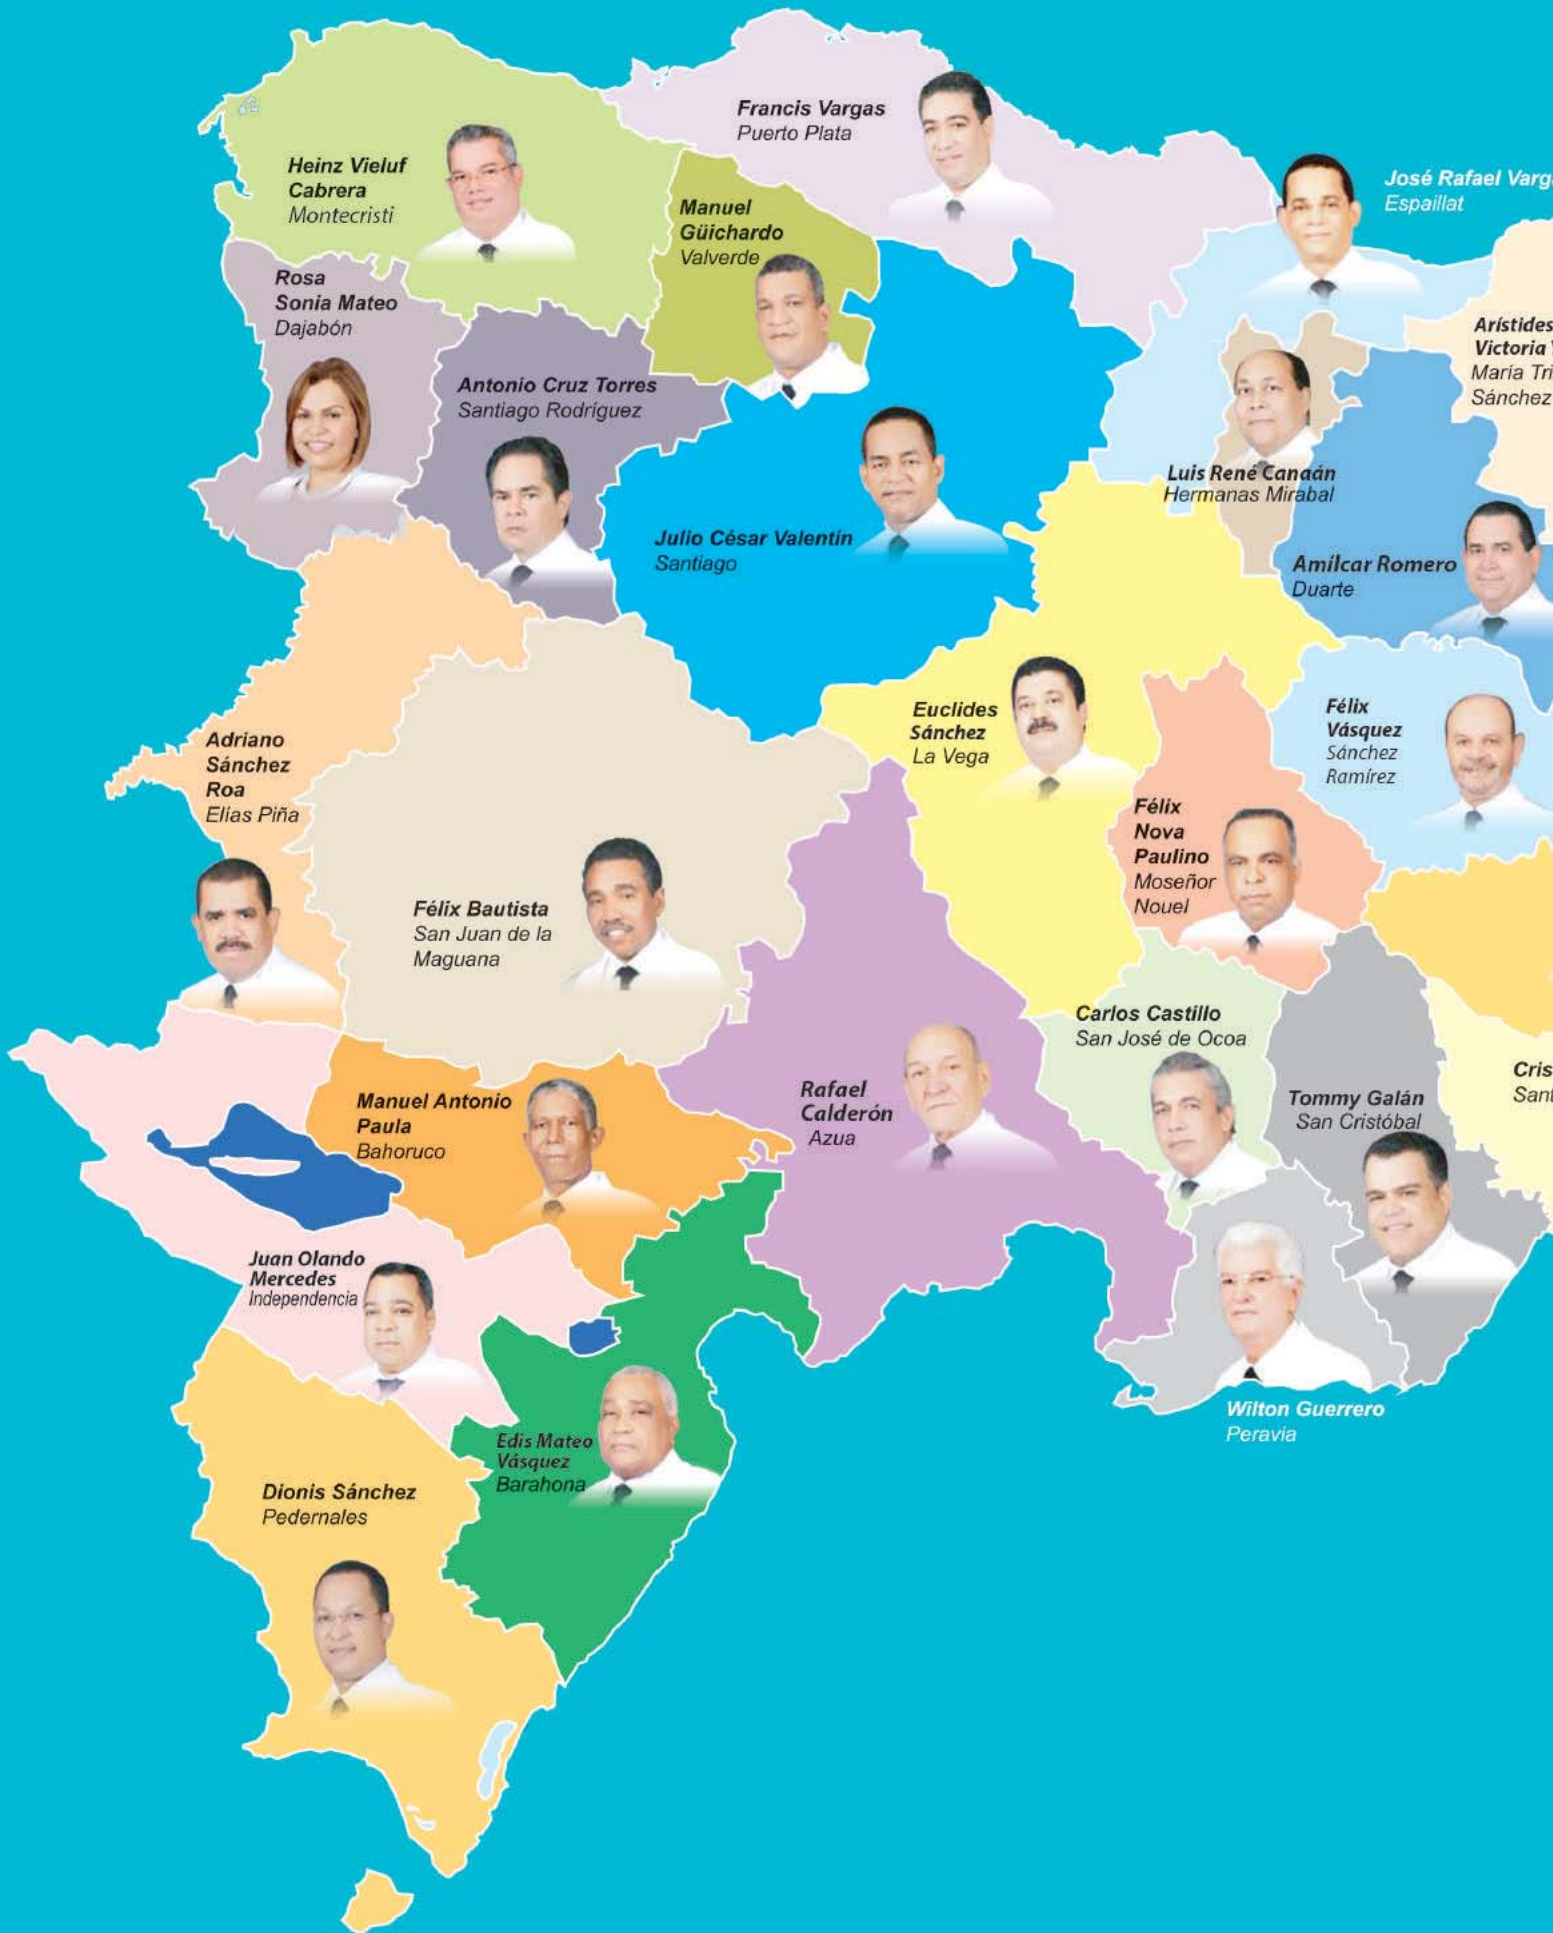 Francis Vargas
Puerto Plata
Heinz Vieluf
Cabrera
Montecristi
José Rafael
Espaillat
Manuel
Güichardo
Valverde
Rosa
Sonia Mateo
Dajabón
Arístides
Victoria
María
Sánchez
Antonio Cruz Torres
Santiago Rodríguez
Luis René Canaán
Hermanas Mirabal
Julio César Valentín
Santiago
Amílcar Romero
Duarte
Euclides
Sánchez
La Vega
Félix
Vásquez
Sánchez
Ramírez
Adriano
Sánchez
Roa
Elías Piña
Félix
Nova
Paulino
Moseñor
Nouel
Félix Bautista
San Juan de la
Maguana
Carlos Castillo
San José de Ocoa
Manuel Antonio
Paula
Bahoruco
Rafael
Calderón
Azua
Tommy Galán
San Cristóbal
Juan Olando
Mercedes
Independencia
Wilton Guerrero
Peravia
Edis Mateo
Vásquez
Barahona
Dionis Sánchez
Pedernales